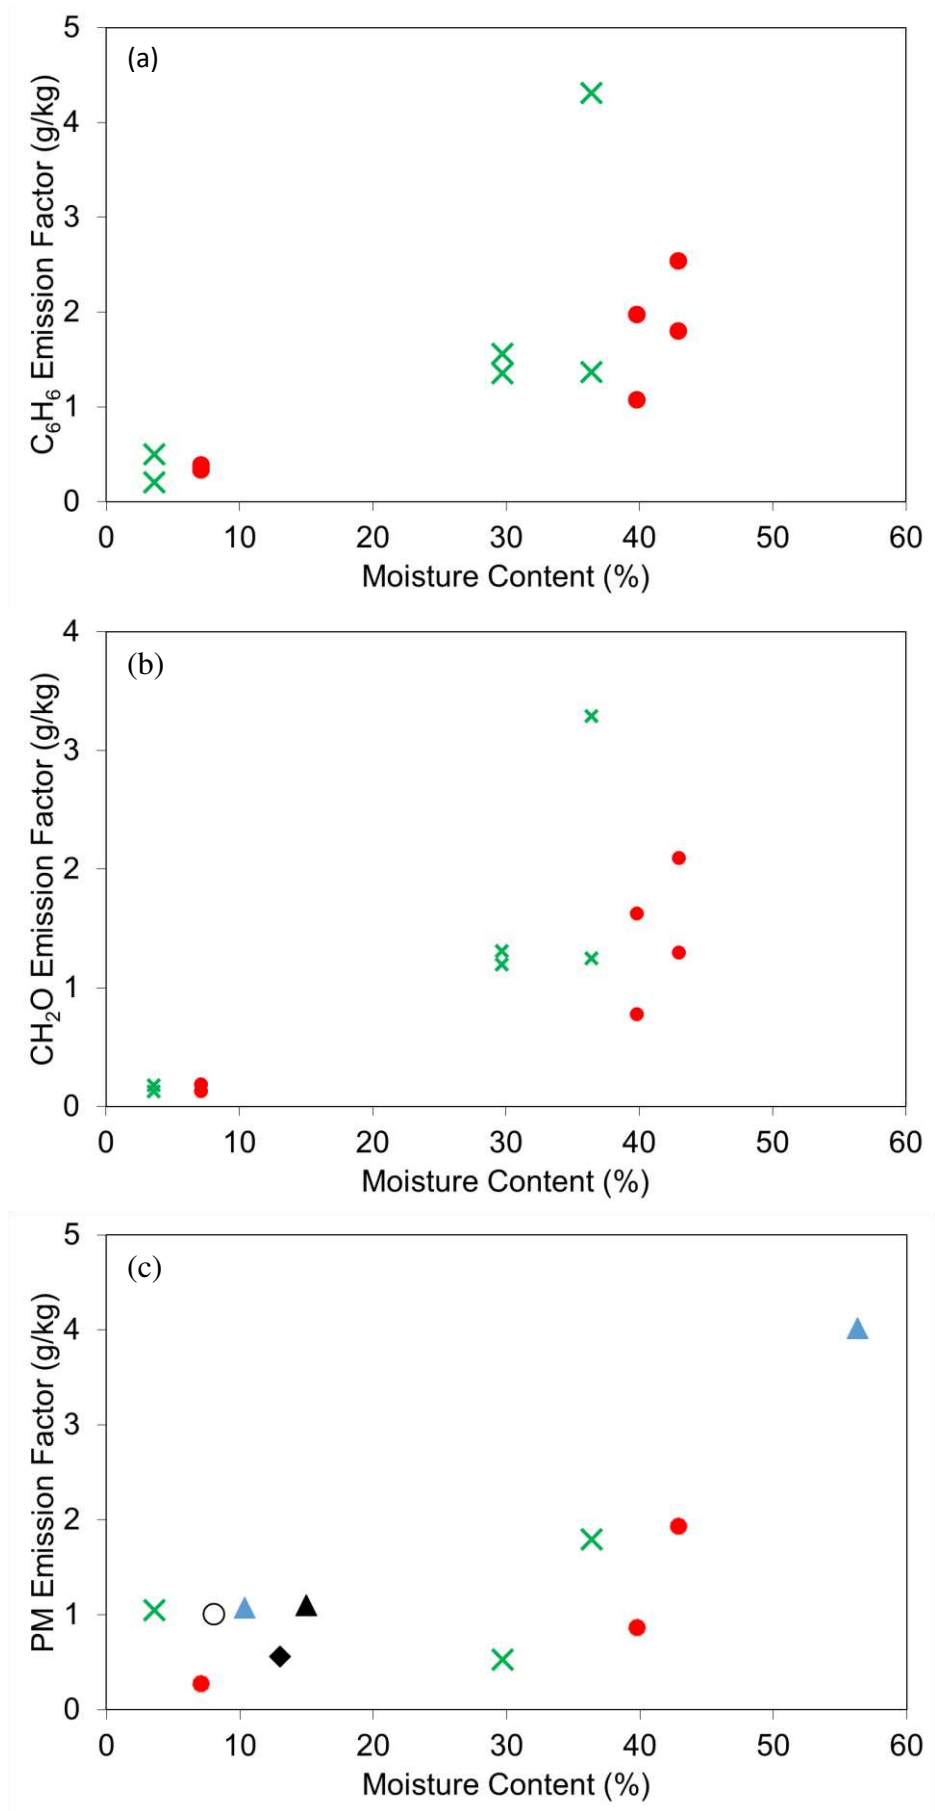 (a)
C₆H₆ Emission Factor (g/kg)
5
4
3
2
1
0
0 10 20 30 40 50 60
Moisture Content (%)
(b)
CH₂O Emission Factor (g/kg)
4
3
2
1
0
0 10 20 30 40 50 60
Moisture Content (%)
(c)
PM Emission Factor (g/kg)
5
4
3
2
1
0
0 10 20 30 40 50 60
Moisture Content (%)